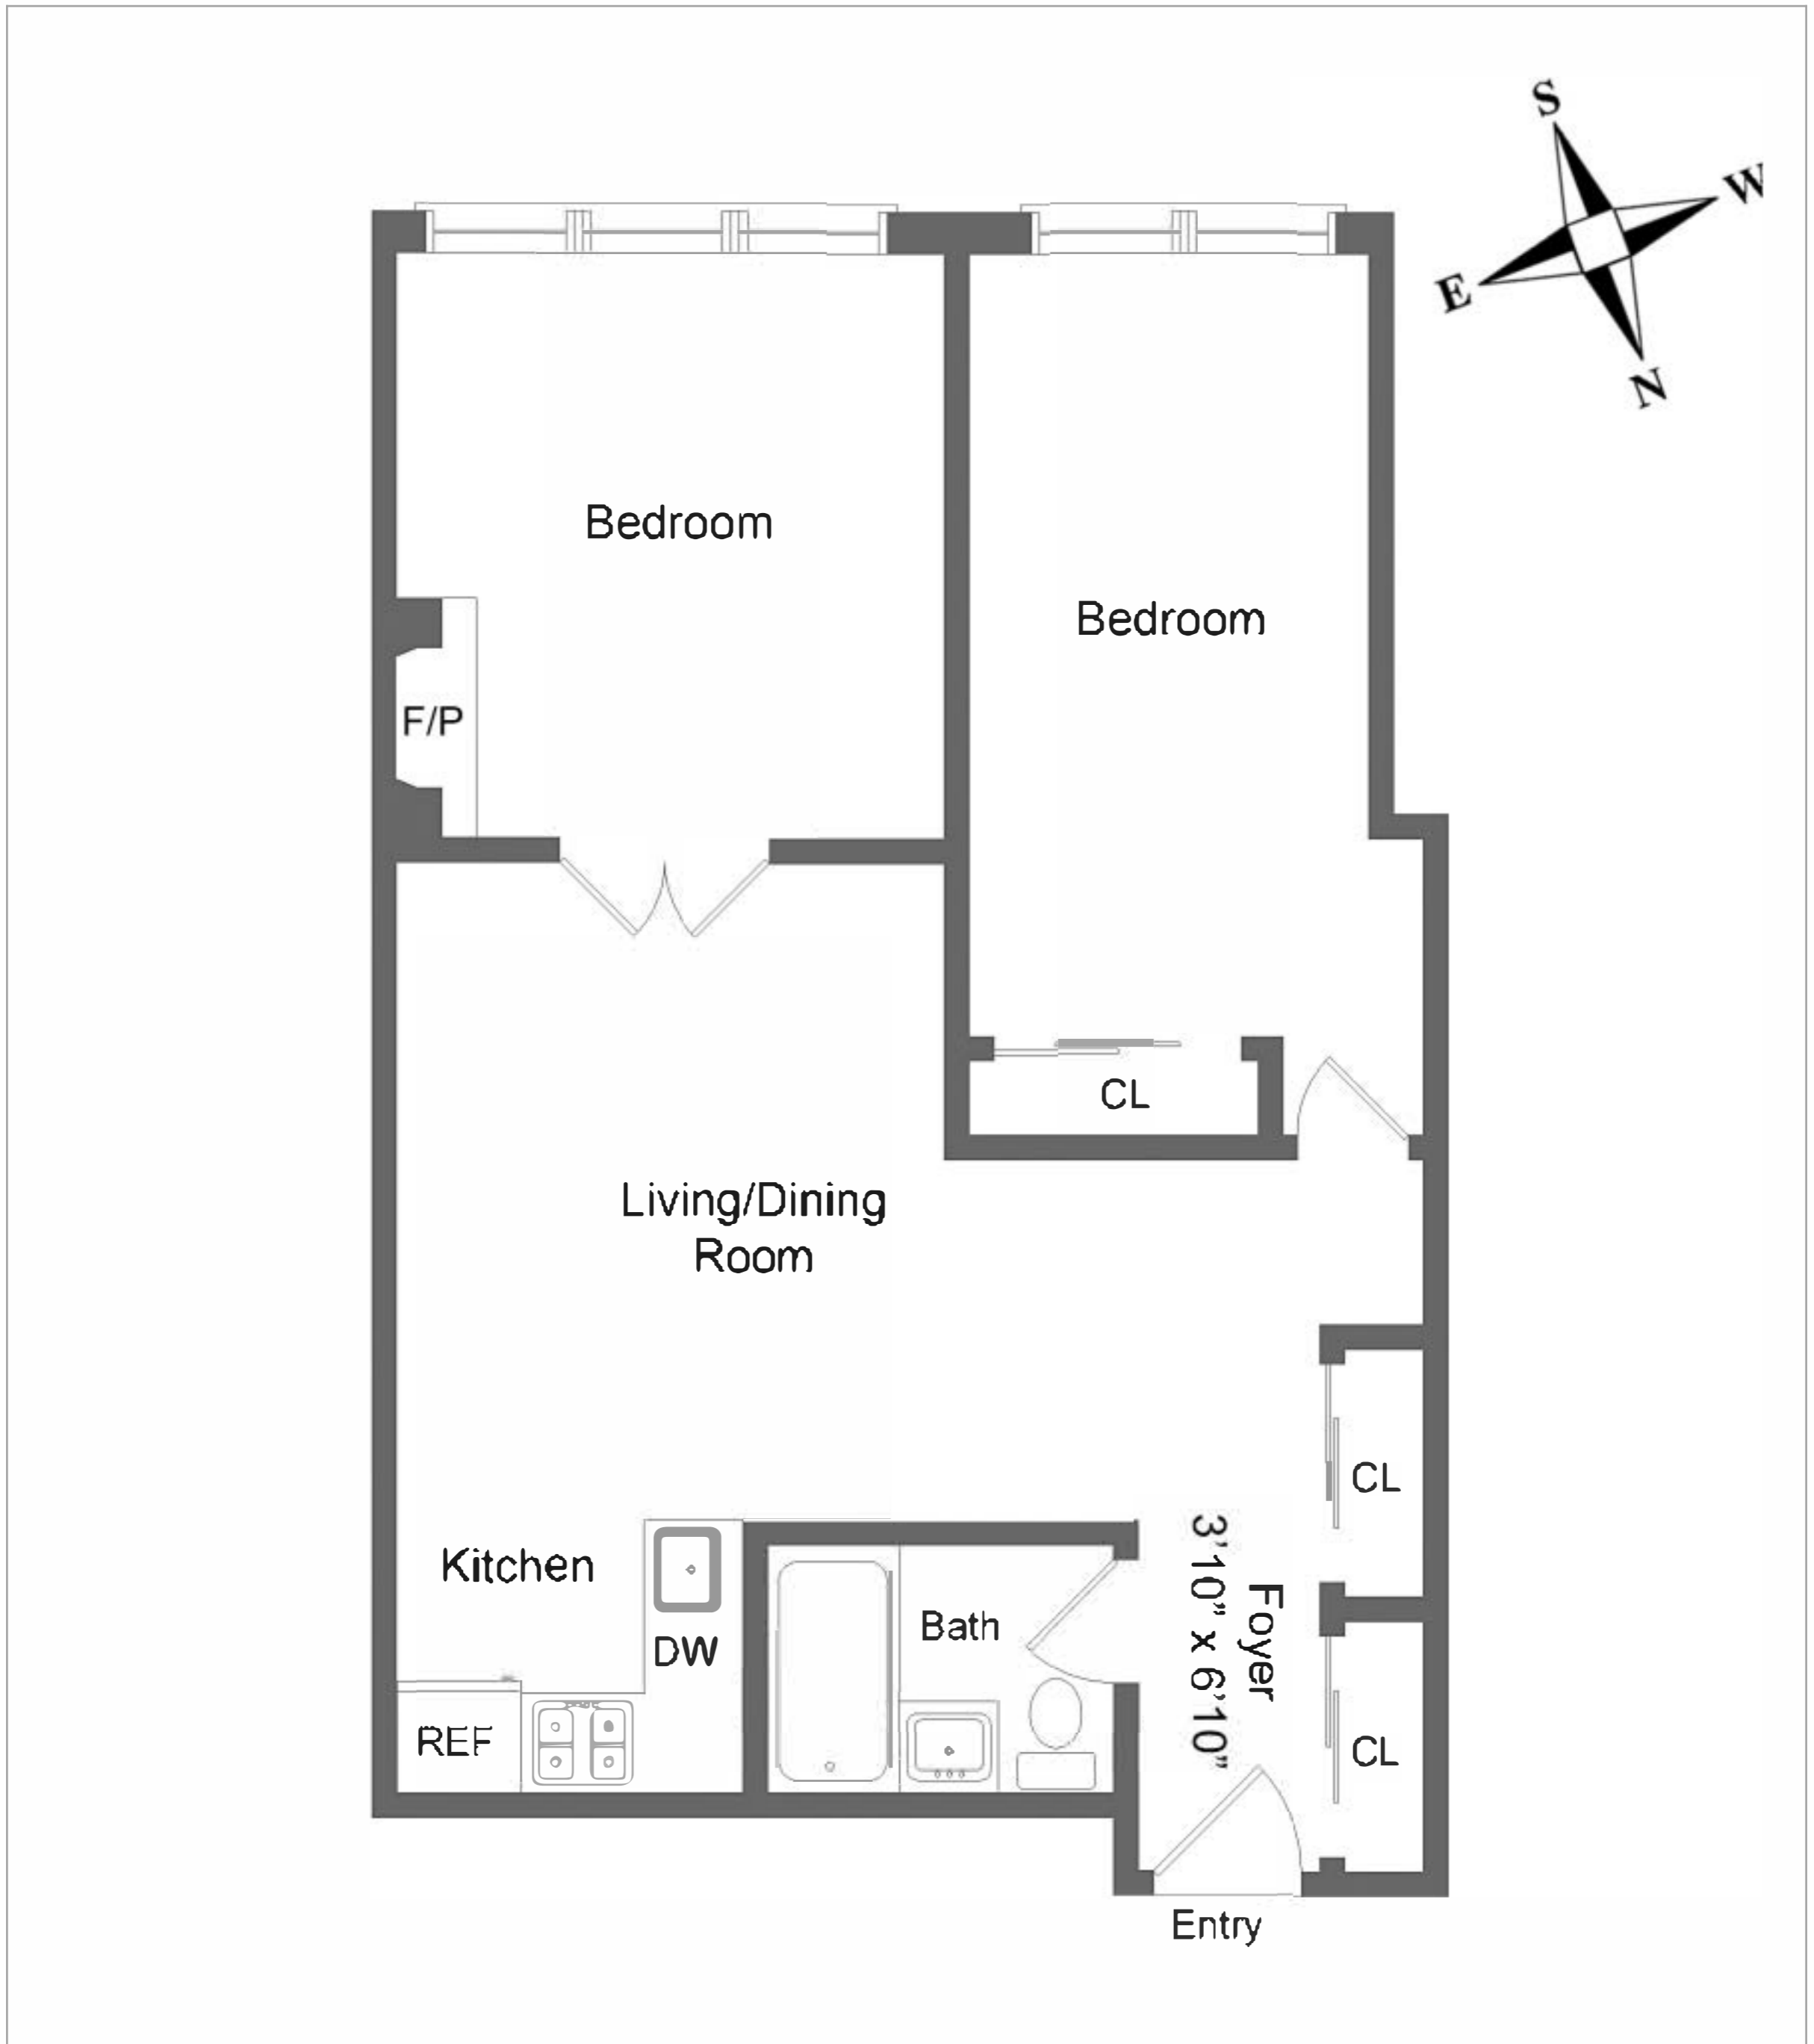 S
W
E
N
Bedroom
Bedroom
F/P
CL
Living/Dining
Room
CL
Kitchen
DW
Bath
Foyer
3'10" x 6'10"
REF
CL
Entry